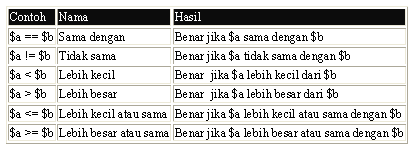 Contoh Nama Hasil
$a == $b Sama dengan Benar jika $a sama dengan $b
$a != $b Tidak sama Benar jika $a tidak sama dengan $b
$a < $b Lebih kecil Benar jika $a lebih kecil dari $b
$a > $b Lebih besar Benar jika $a lebih besar dari $b
$a <= $b Lebih kecil atau sama Benar jika $a lebih kecil atau sama dengan $b
$a >= $b Lebih besar atau sama Benar jika $a lebih besar atau sama dengan $b